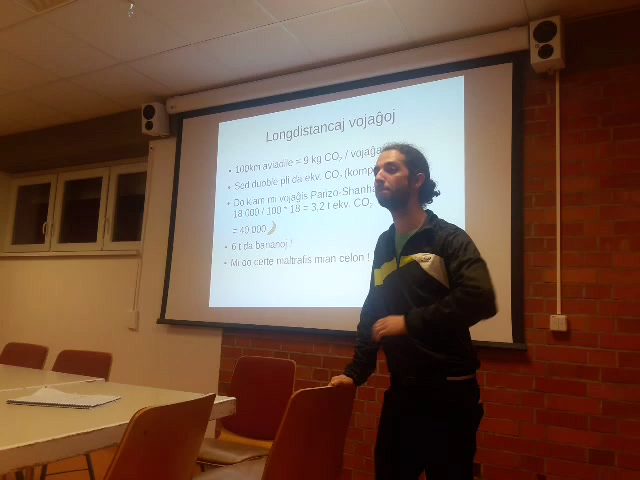 Longdistancaj vojaĝoj
• 100km aviadile = 9 kg CO₂ / vojaĝa
• Sed duoble pli da ekv. CO₂ (komp
• Do kiam mi vojaĝis Parizo-Shanha
18 000 / 100 * 18 = 3.2 t ekv. CO₂
= 40 000🍌
• 6 t da bananoj !
• Mi do certe maltrafis mian celon !